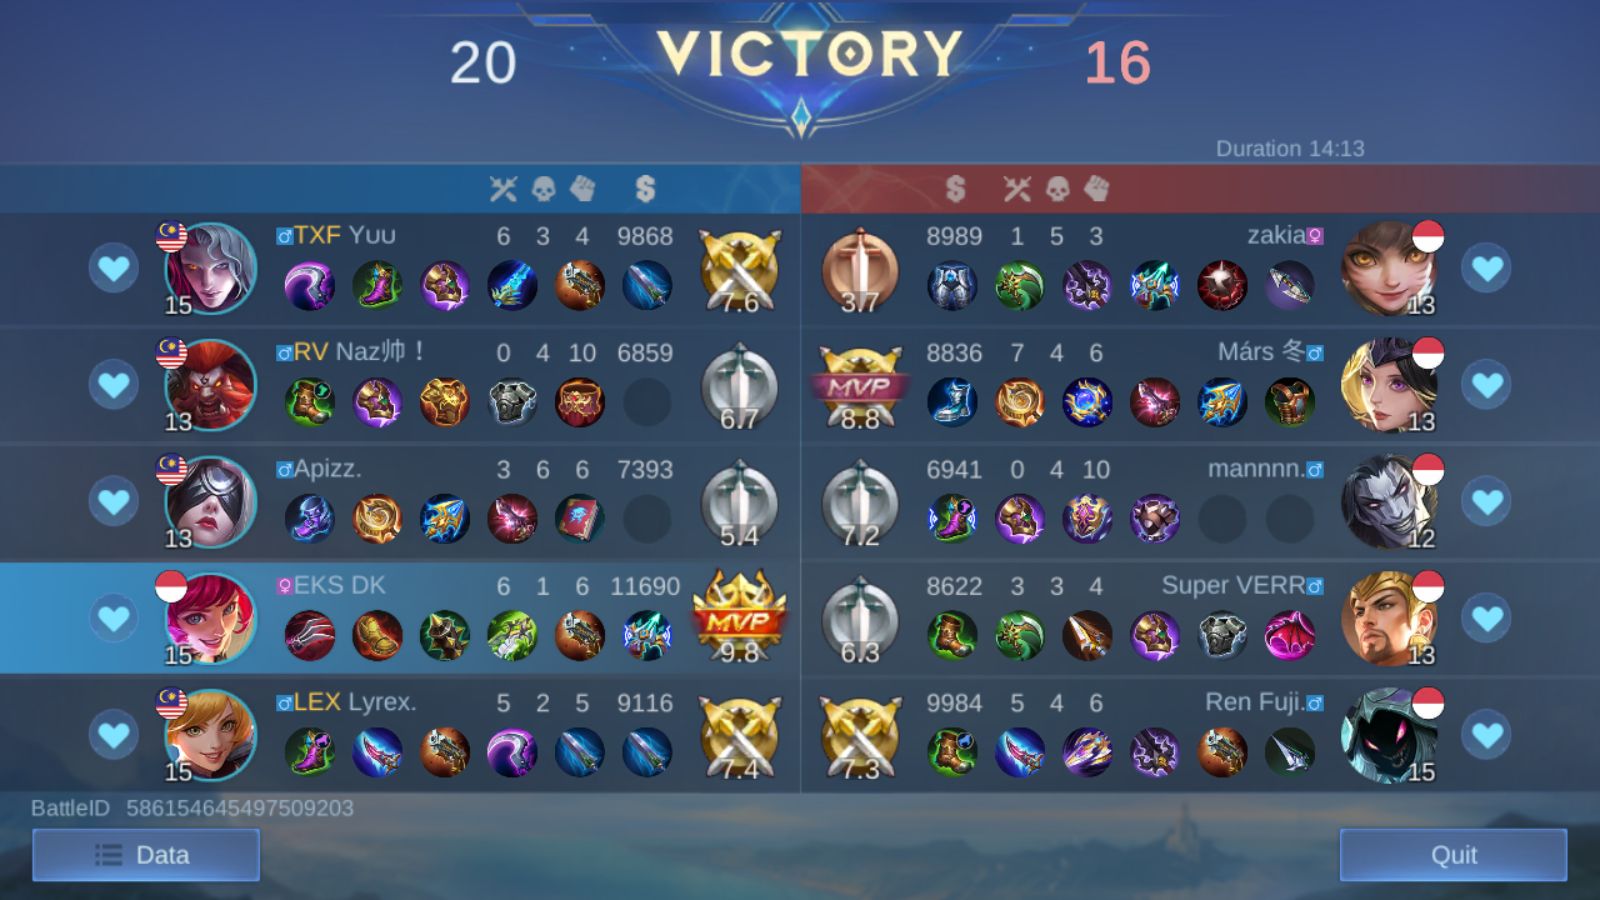 20 VICTORY 16
Duration 14:13
TXF Yuu 6 3 4 9868
15 7.6
3.7 8989 1 5 3 zakia
13
RV Naz帅！ 0 4 10 6859
13 6.7
MVP 8.8 8836 7 4 6 Márs 冬
13
Apizz. 3 6 6 7393
13 5.4
7.2 6941 0 4 10 mannnn.
12
EKS DK 6 1 6 11690
15 MVP 9.8
6.3 8622 3 3 4 Super VERR
13
LEX Lyrex. 5 2 5 9116
15 7.4
7.3 9984 5 4 6 Ren Fuji.
15
BattleID 586154645497509203
Data
Quit